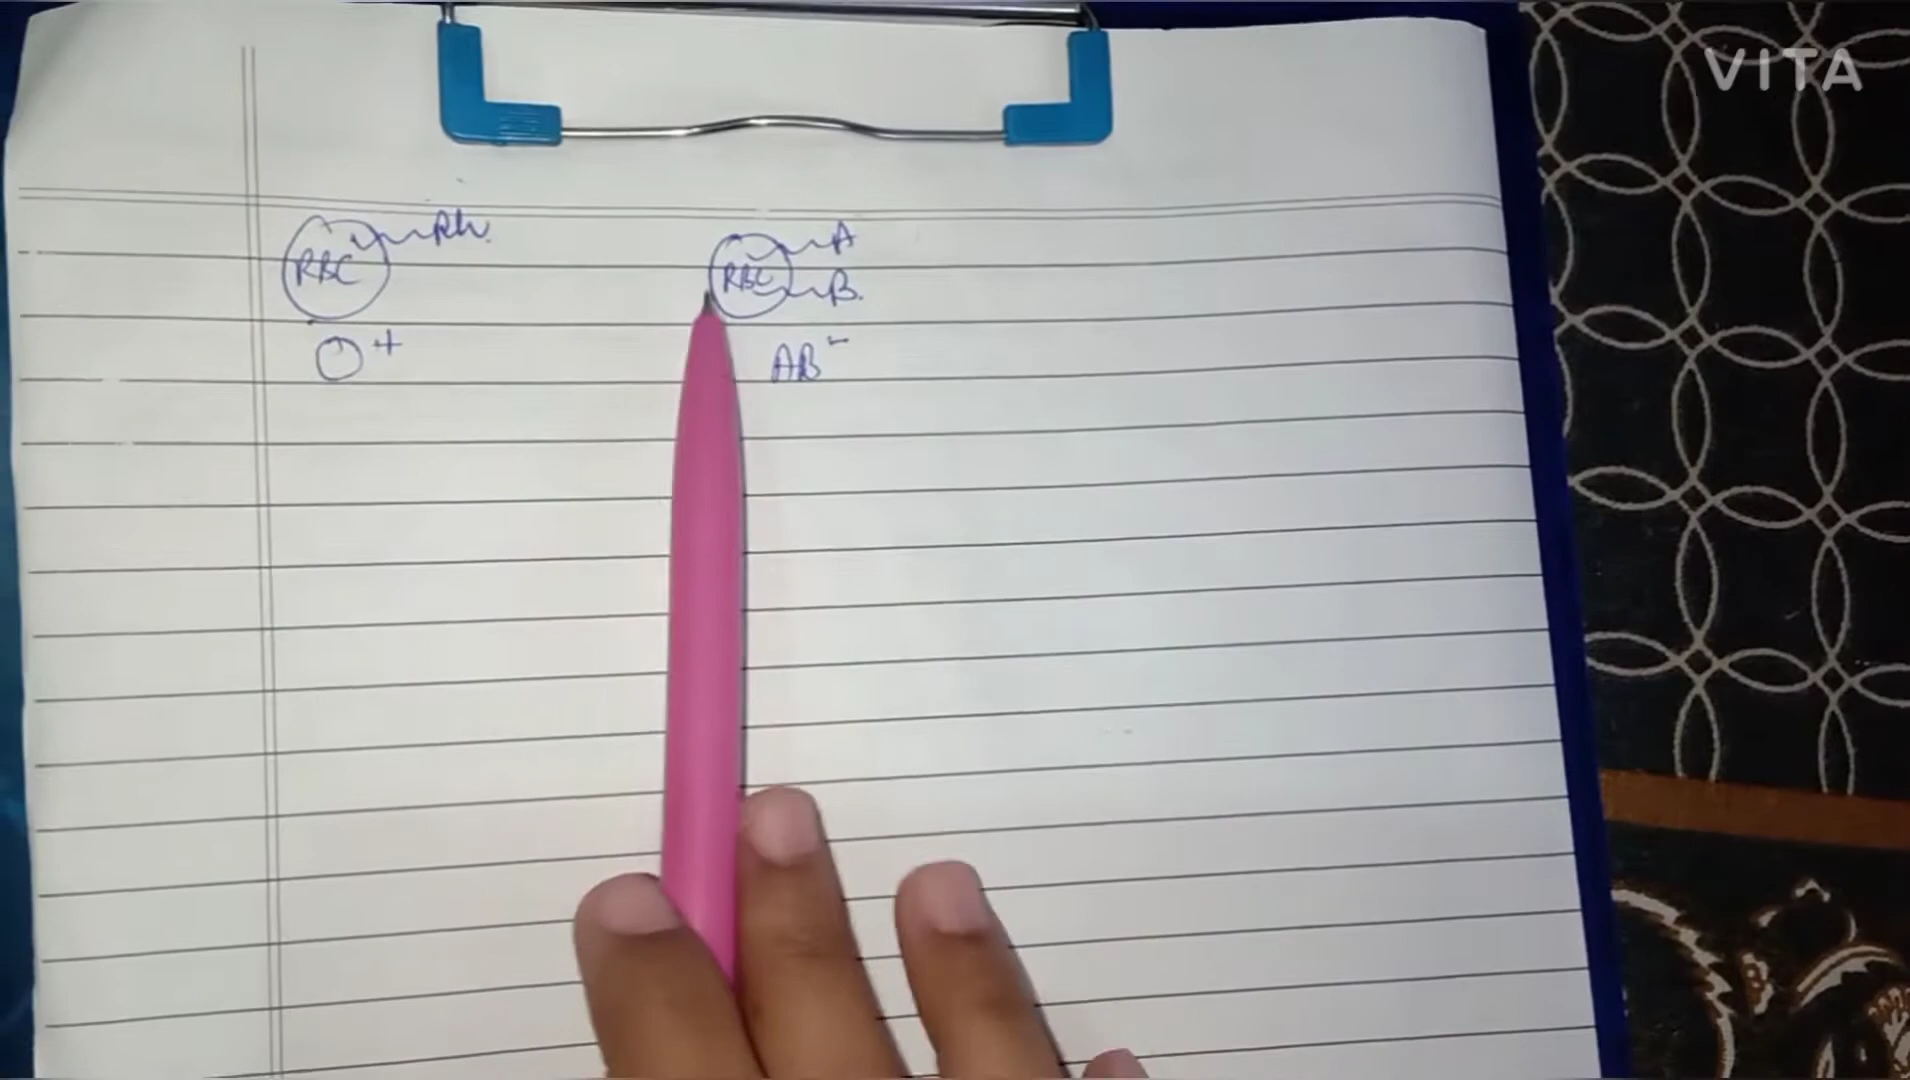 VITA
RBC Rh.
RBC A
B.
O+
AB-